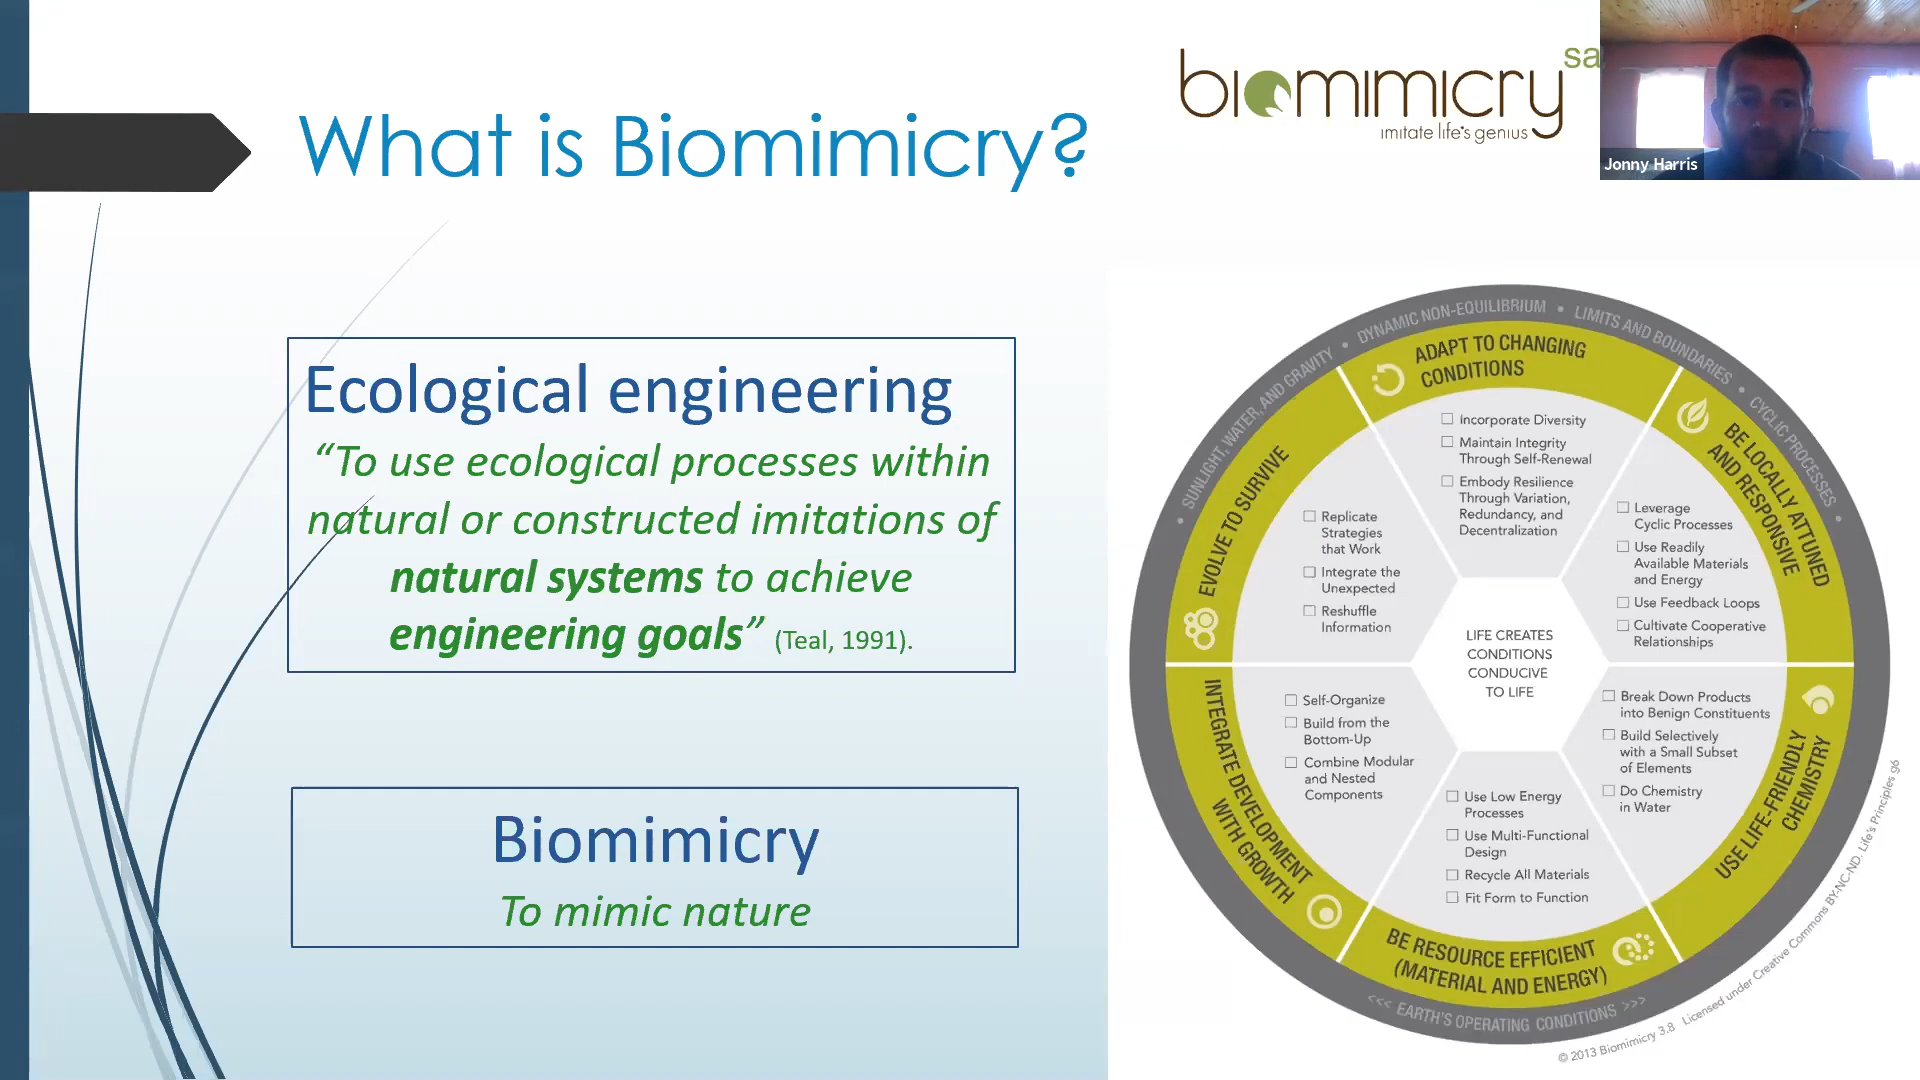 What is Biomimicry?
biomimicry sa
imitate life's genius
Jonny Harris
Ecological engineering
“To use ecological processes within
natural or constructed imitations of
natural systems to achieve
engineering goals” (Teal, 1991).
Biomimicry
To mimic nature
• SUNLIGHT, WATER, AND GRAVITY • DYNAMIC NON-EQUILIBRIUM • LIMITS AND BOUNDARIES • CYCLIC PROCESSES •
ADAPT TO CHANGING
CONDITIONS
Incorporate Diversity
Maintain Integrity
Through Self-Renewal
Embody Resilience
Through Variation,
Redundancy, and
Decentralization
BE LOCALLY ATTUNED
AND RESPONSIVE
Leverage
Cyclic Processes
Use Readily
Available Materials
and Energy
Use Feedback Loops
Cultivate Cooperative
Relationships
USE LIFE-FRIENDLY
CHEMISTRY
Break Down Products
into Benign Constituents
Build Selectively
with a Small Subset
of Elements
Do Chemistry
in Water
BE RESOURCE EFFICIENT
(MATERIAL AND ENERGY)
Use Low Energy
Processes
Use Multi-Functional
Design
Recycle All Materials
Fit Form to Function
INTEGRATE DEVELOPMENT
WITH GROWTH
Self-Organize
Build from the
Bottom-Up
Combine Modular
and Nested
Components
EVOLVE TO SURVIVE
Replicate
Strategies
that Work
Integrate the
Unexpected
Reshuffle
Information
LIFE CREATES
CONDITIONS
CONDUCIVE
TO LIFE
<<< EARTH'S OPERATING CONDITIONS >>>
© 2013 Biomimicry 3.8 Licensed under Creative Commons BY-NC-ND. Life's Principles g6